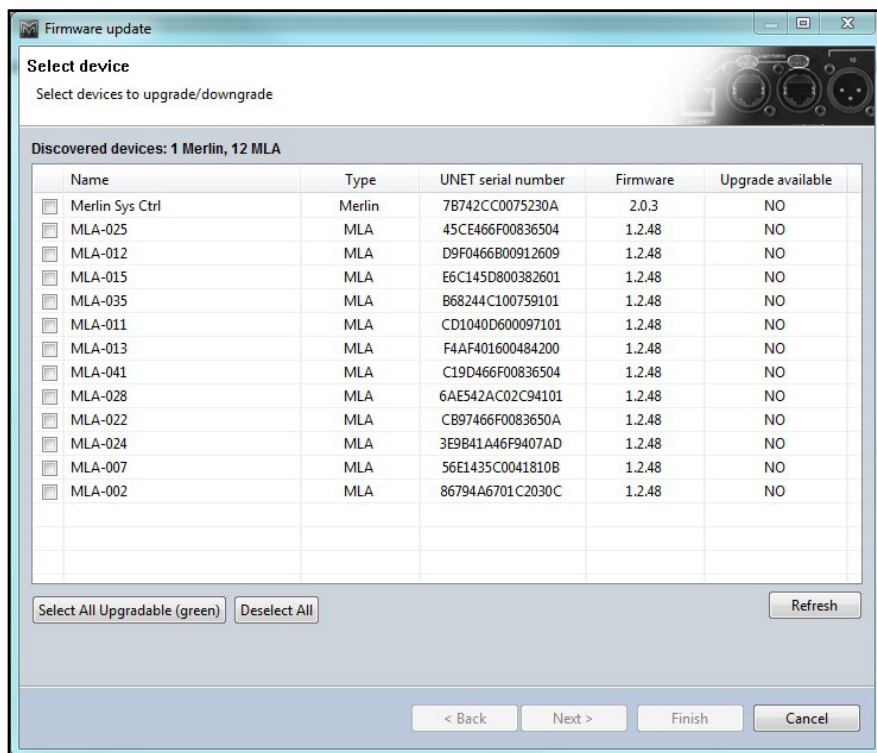 Firmware update
Select device
Select devices to upgrade/downgrade
Discovered devices: 1 Merlin, 12 MLA
Name Type UNET serial number Firmware Upgrade available
Merlin Sys Ctrl Merlin 7B742CC0075230A 2.0.3 NO
MLA-025 MLA 45CE466F00836504 1.2.48 NO
MLA-012 MLA D9F0466B00912609 1.2.48 NO
MLA-015 MLA E6C145D800382601 1.2.48 NO
MLA-035 MLA B68244C100759101 1.2.48 NO
MLA-011 MLA CD1040D600097101 1.2.48 NO
MLA-013 MLA F4AF401600484200 1.2.48 NO
MLA-041 MLA C19D466F00836504 1.2.48 NO
MLA-028 MLA 6AE542AC02C94101 1.2.48 NO
MLA-022 MLA CB97466F0083650A 1.2.48 NO
MLA-024 MLA 3E9B41A46F9407AD 1.2.48 NO
MLA-007 MLA 56E1435C0041810B 1.2.48 NO
MLA-002 MLA 86794A6701C2030C 1.2.48 NO
Select All Upgradable (green) Deselect All Refresh
< Back Next > Finish Cancel